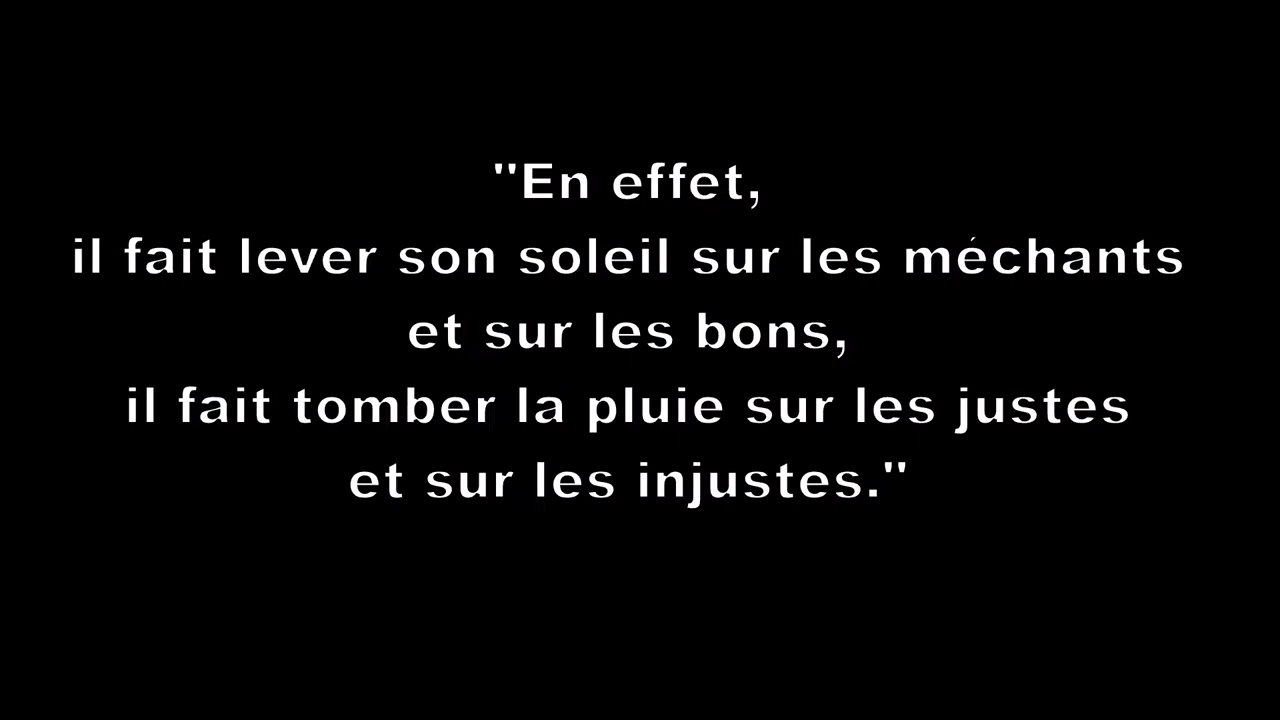 "En effet,
il fait lever son soleil sur les méchants
et sur les bons,
il fait tomber la pluie sur les justes
et sur les injustes."